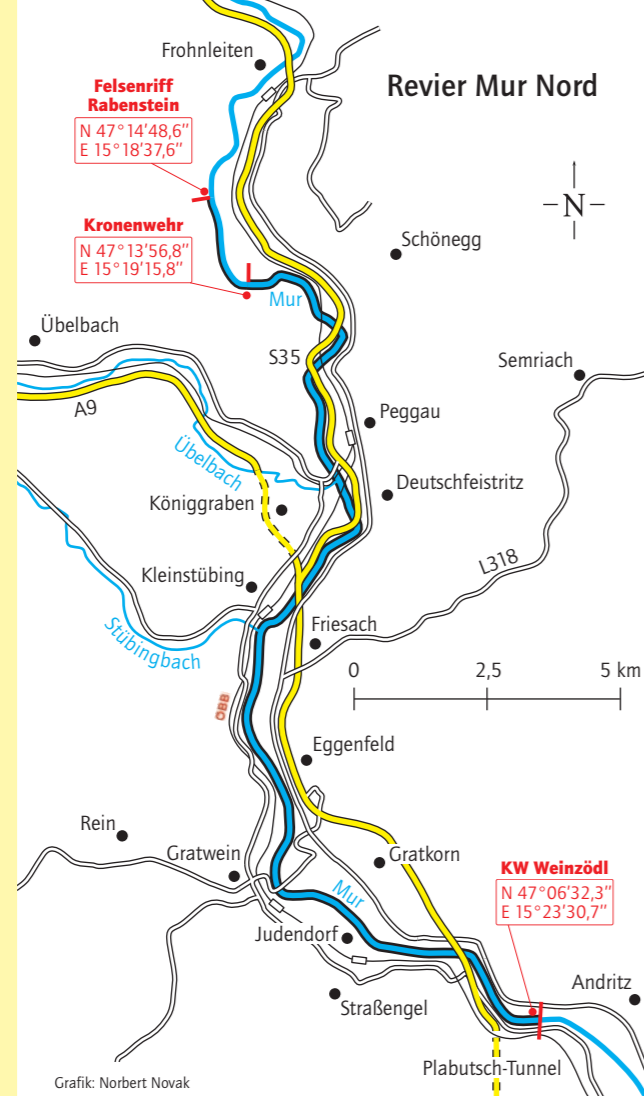 Frohnleiten
Revier Mur Nord
Felsenriff
Rabenstein
N 47°14'48,6"
E 15°18'37,6"
N
Kronenwehr
N 47°13'56,8"
E 15°19'15,8"
Schönegg
Mur
Übelbach
S35
Semriach
A9
Peggau
Übelbach
Deutschfeistritz
Königgraben
L318
Kleinstübing
Friesach
Stübingbach
0 2,5 5 km
ÖBB
Eggenfeld
Rein
Gratwein
Gratkorn
KW Weinzödl
N 47°06'32,3"
E 15°23'30,7"
Mur
Judendorf
Andritz
Straßengel
Plabutsch-Tunnel
Grafik: Norbert Novak